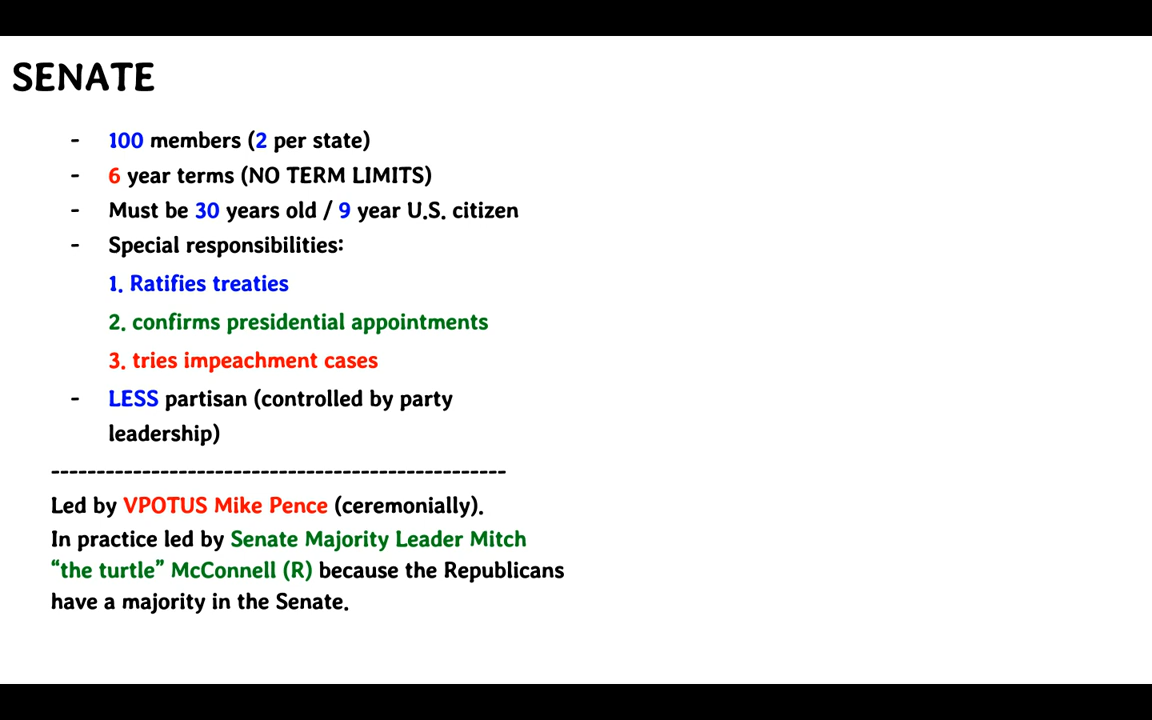 SENATE
- 100 members (2 per state)
- 6 year terms (NO TERM LIMITS)
- Must be 30 years old / 9 year U.S. citizen
- Special responsibilities:
1. Ratifies treaties
2. confirms presidential appointments
3. tries impeachment cases
- LESS partisan (controlled by party
leadership)
--------------------------------------------------
Led by VPOTUS Mike Pence (ceremonially).
In practice led by Senate Majority Leader Mitch
“the turtle” McConnell (R) because the Republicans
have a majority in the Senate.